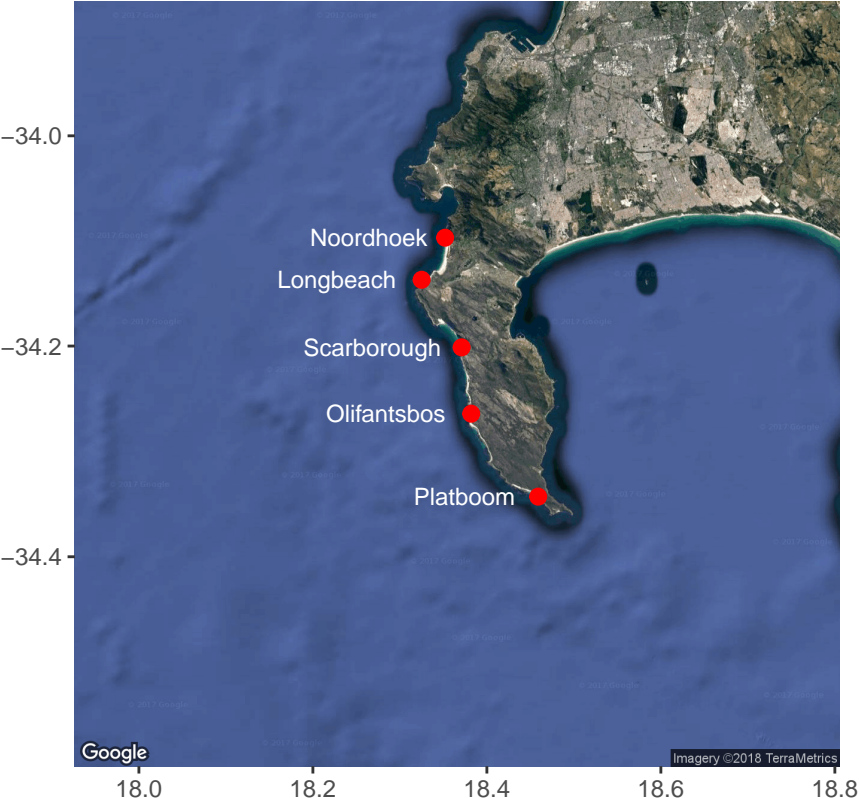 −34.0
Noordhoek
Longbeach
−34.2
Scarborough
Olifantsbos
Platboom
−34.4
Google
Imagery ©2018 TerraMetrics
18.0
18.2
18.4
18.6
18.8